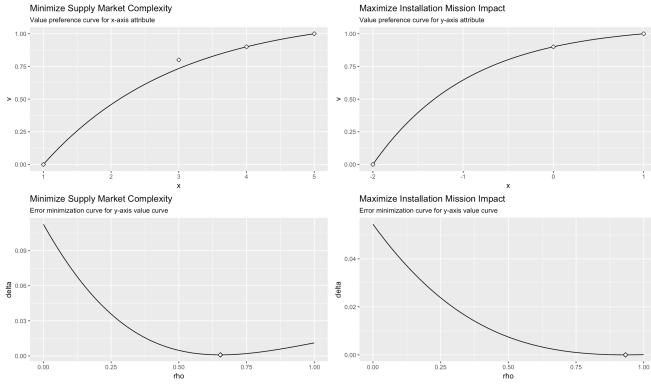 Minimize Supply Market Complexity
Value preference curve for x-axis attribute
1.00
0.75
0.50
0.25
0.00
v
1
2
3
4
5
x
Maximize Installation Mission Impact
Value preference curve for y-axis attribute
1.00
0.75
0.50
0.25
0.00
v
-2
-1
0
1
x
Minimize Supply Market Complexity
Error minimization curve for y-axis value curve
0.09
0.06
0.03
0.00
delta
0.00
0.25
0.50
0.75
1.00
rho
Maximize Installation Mission Impact
Error minimization curve for y-axis value curve
0.04
0.02
0.00
delta
0.00
0.25
0.50
0.75
1.00
rho